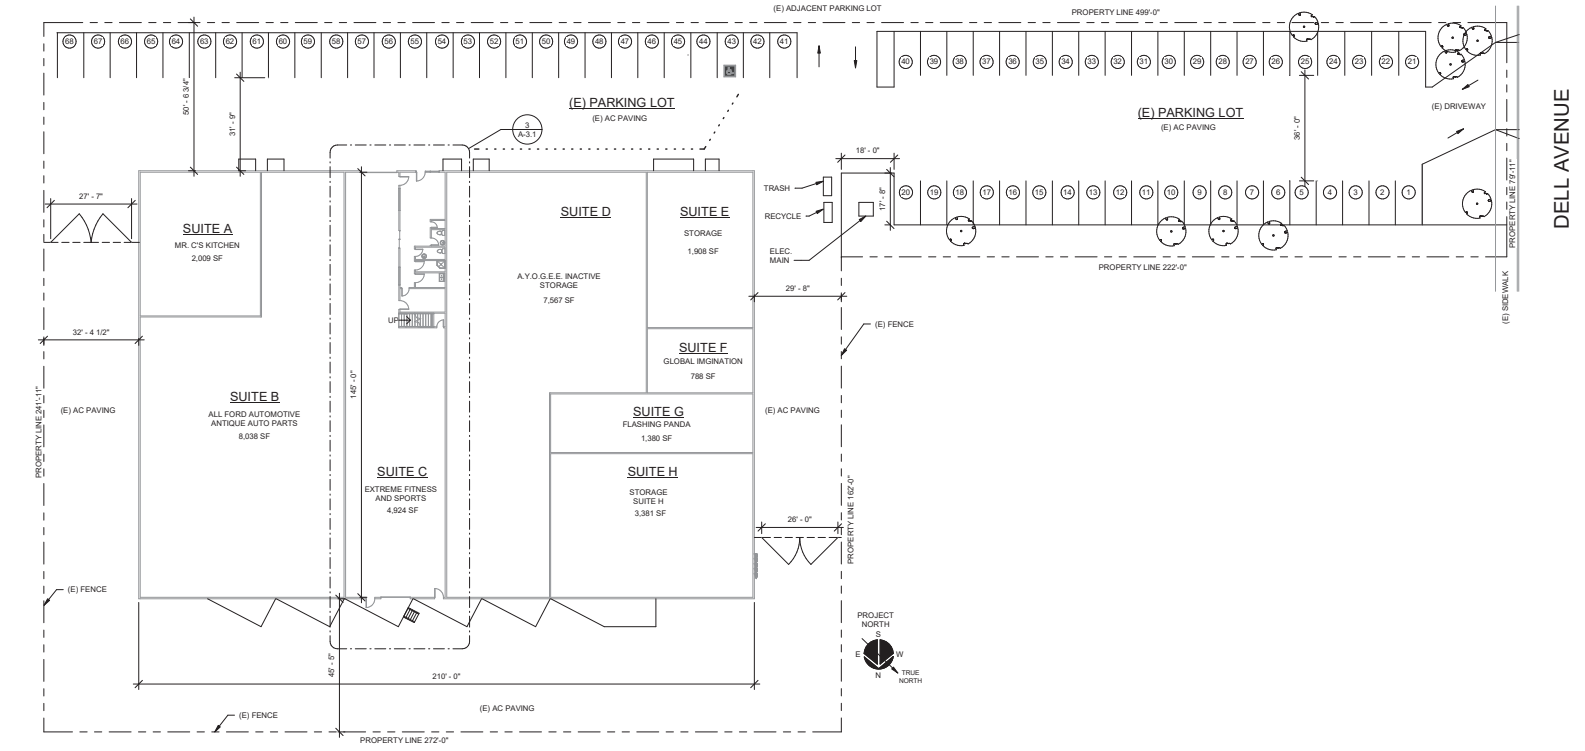 (E) ADJACENT PARKING LOT
PROPERTY LINE 499'-0"
68 67 66 65 64 63 62 61 60 59 58 57 56 55 54 53 52 51 50 49 48 47 46 45 44 43 42 41
40 39 38 37 36 35 34 33 32 31 30 29 28 27 26 25 24 23 22 21
50' - 6 3/4"
31' - 9"
(E) PARKING LOT
(E) AC PAVING
3
A-3.1
(E) PARKING LOT
(E) AC PAVING
36' - 0"
(E) DRIVEWAY
DELL AVENUE
18' - 0"
17' - 8"
TRASH
RECYCLE
ELEC.
MAIN
20 19 18 17 16 15 14 13 12 11 10 9 8 7 6 5 4 3 2 1
PROPERTY LINE 79'-11"
PROPERTY LINE 222'-0"
(E) SIDEWALK
27' - 7"
SUITE A
MR. C'S KITCHEN
2,009 SF
SUITE D
A.Y.O.G.E.E. INACTIVE
STORAGE
7,567 SF
SUITE E
STORAGE
1,908 SF
29' - 8"
(E) FENCE
UP
32' - 4 1/2"
SUITE F
GLOBAL IMGINATION
788 SF
145' - 0"
PROPERTY LINE 241'-11"
(E) AC PAVING
SUITE B
ALL FORD AUTOMOTIVE
ANTIQUE AUTO PARTS
8,038 SF
SUITE G
FLASHING PANDA
1,380 SF
(E) AC PAVING
SUITE C
EXTREME FITNESS
AND SPORTS
4,924 SF
SUITE H
STORAGE
SUITE H
3,381 SF
26' - 0"
PROPERTY LINE 162'-0"
(E) FENCE
45' - 5"
210' - 0"
PROJECT
NORTH
S
E W
N
TRUE
NORTH
(E) AC PAVING
(E) FENCE
PROPERTY LINE 272'-0"